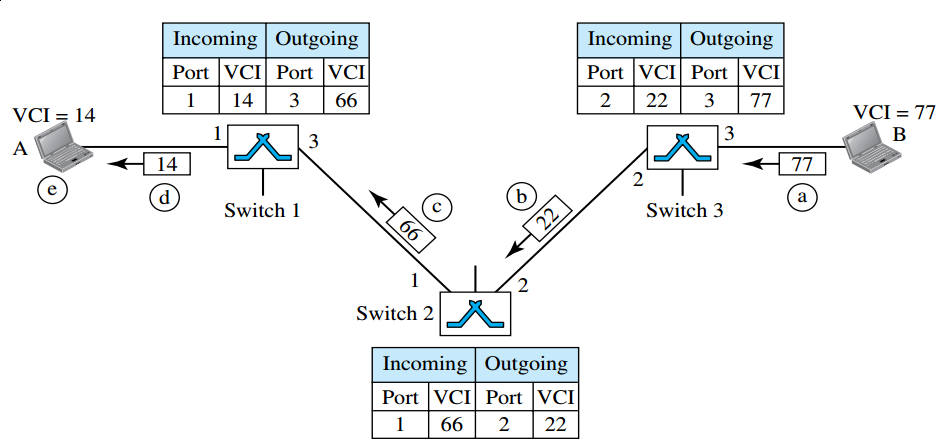 Incoming Outgoing
Port VCI Port VCI
1 14 3 66
Incoming Outgoing
Port VCI Port VCI
2 22 3 77
VCI = 14
VCI = 77
A
1
3
3
B
14
77
e
d
Switch 1
c
66
b
22
2
Switch 3
a
1
2
Switch 2
Incoming Outgoing
Port VCI Port VCI
1 66 2 22